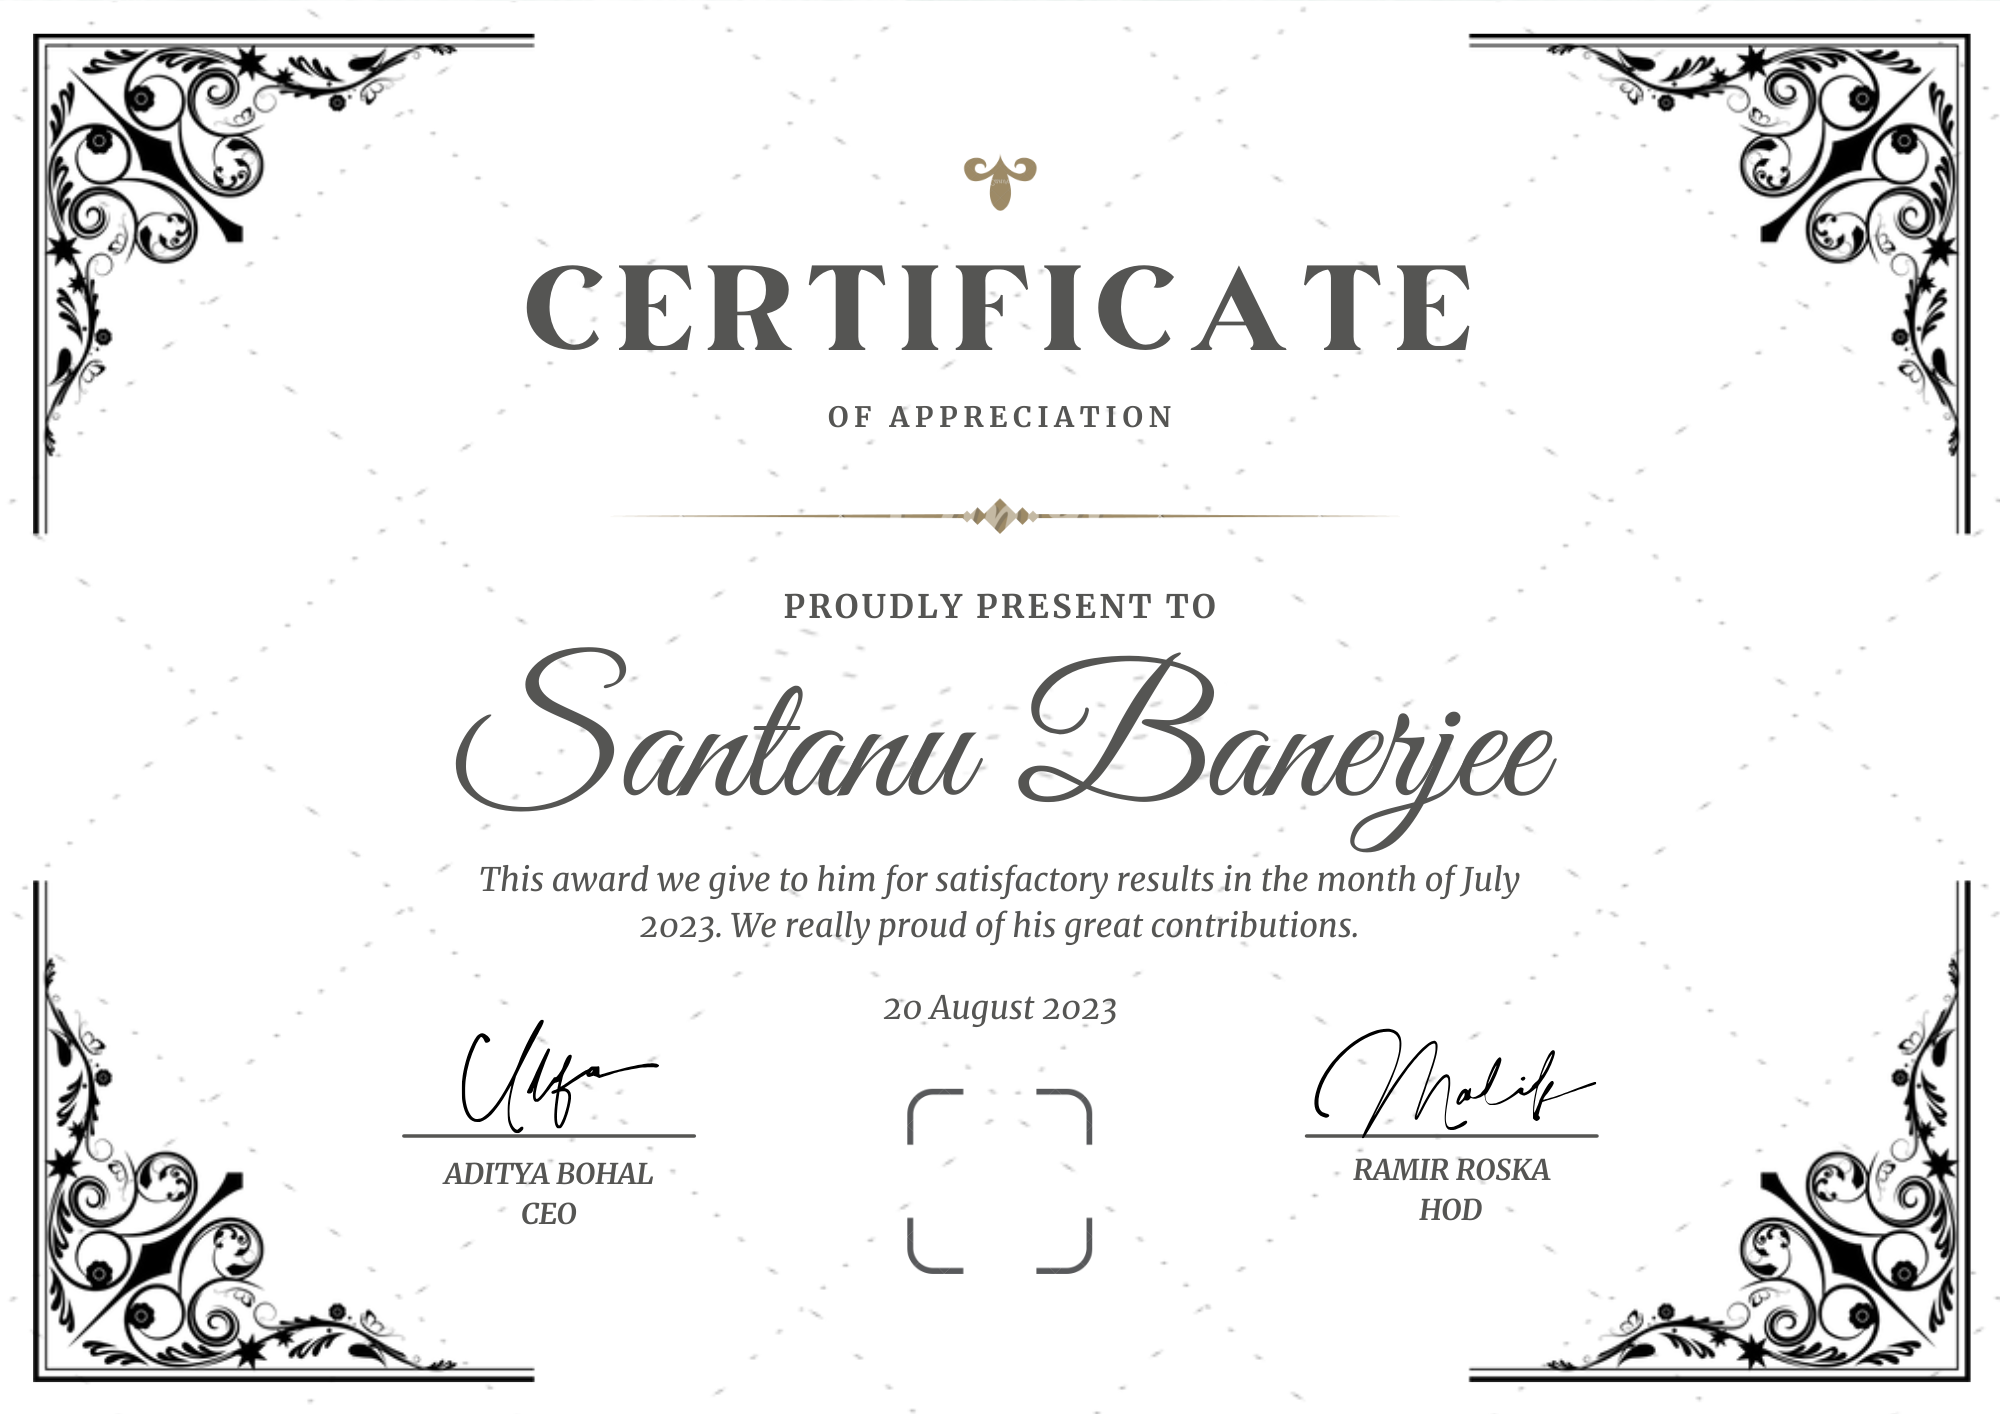 CERTIFICATE
OF APPRECIATION
PROUDLY PRESENT TO
Santanu Banerjee
This award we give to him for satisfactory results in the month of July
2023. We really proud of his great contributions.
20 August 2023
Malik
ADITYA BOHAL
CEO
RAMIR ROSKA
HOD